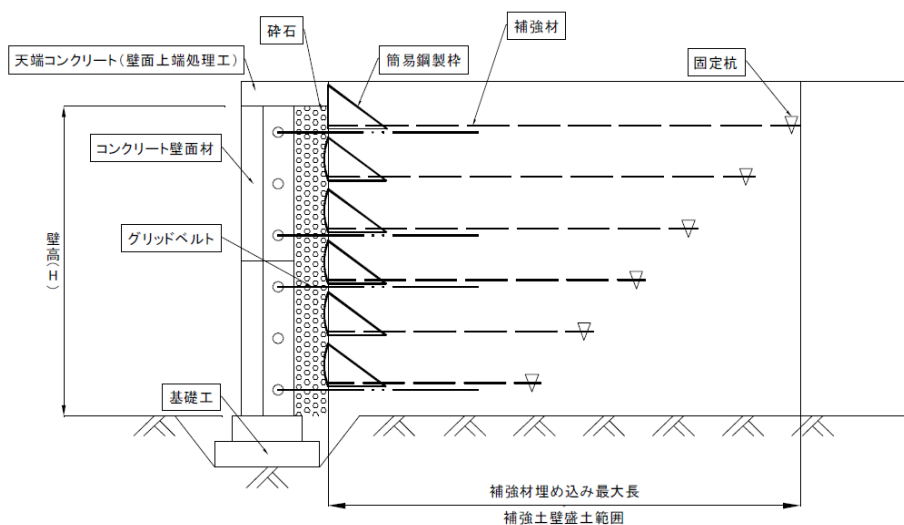 補強材
砕石
天端コンクリート(壁面上端処理工)
簡易鋼製枠
固定杭
コンクリート壁面材
グリッドベルト
壁高(H)
基礎工
補強材埋め込み最大長
補強土壁盛土範囲